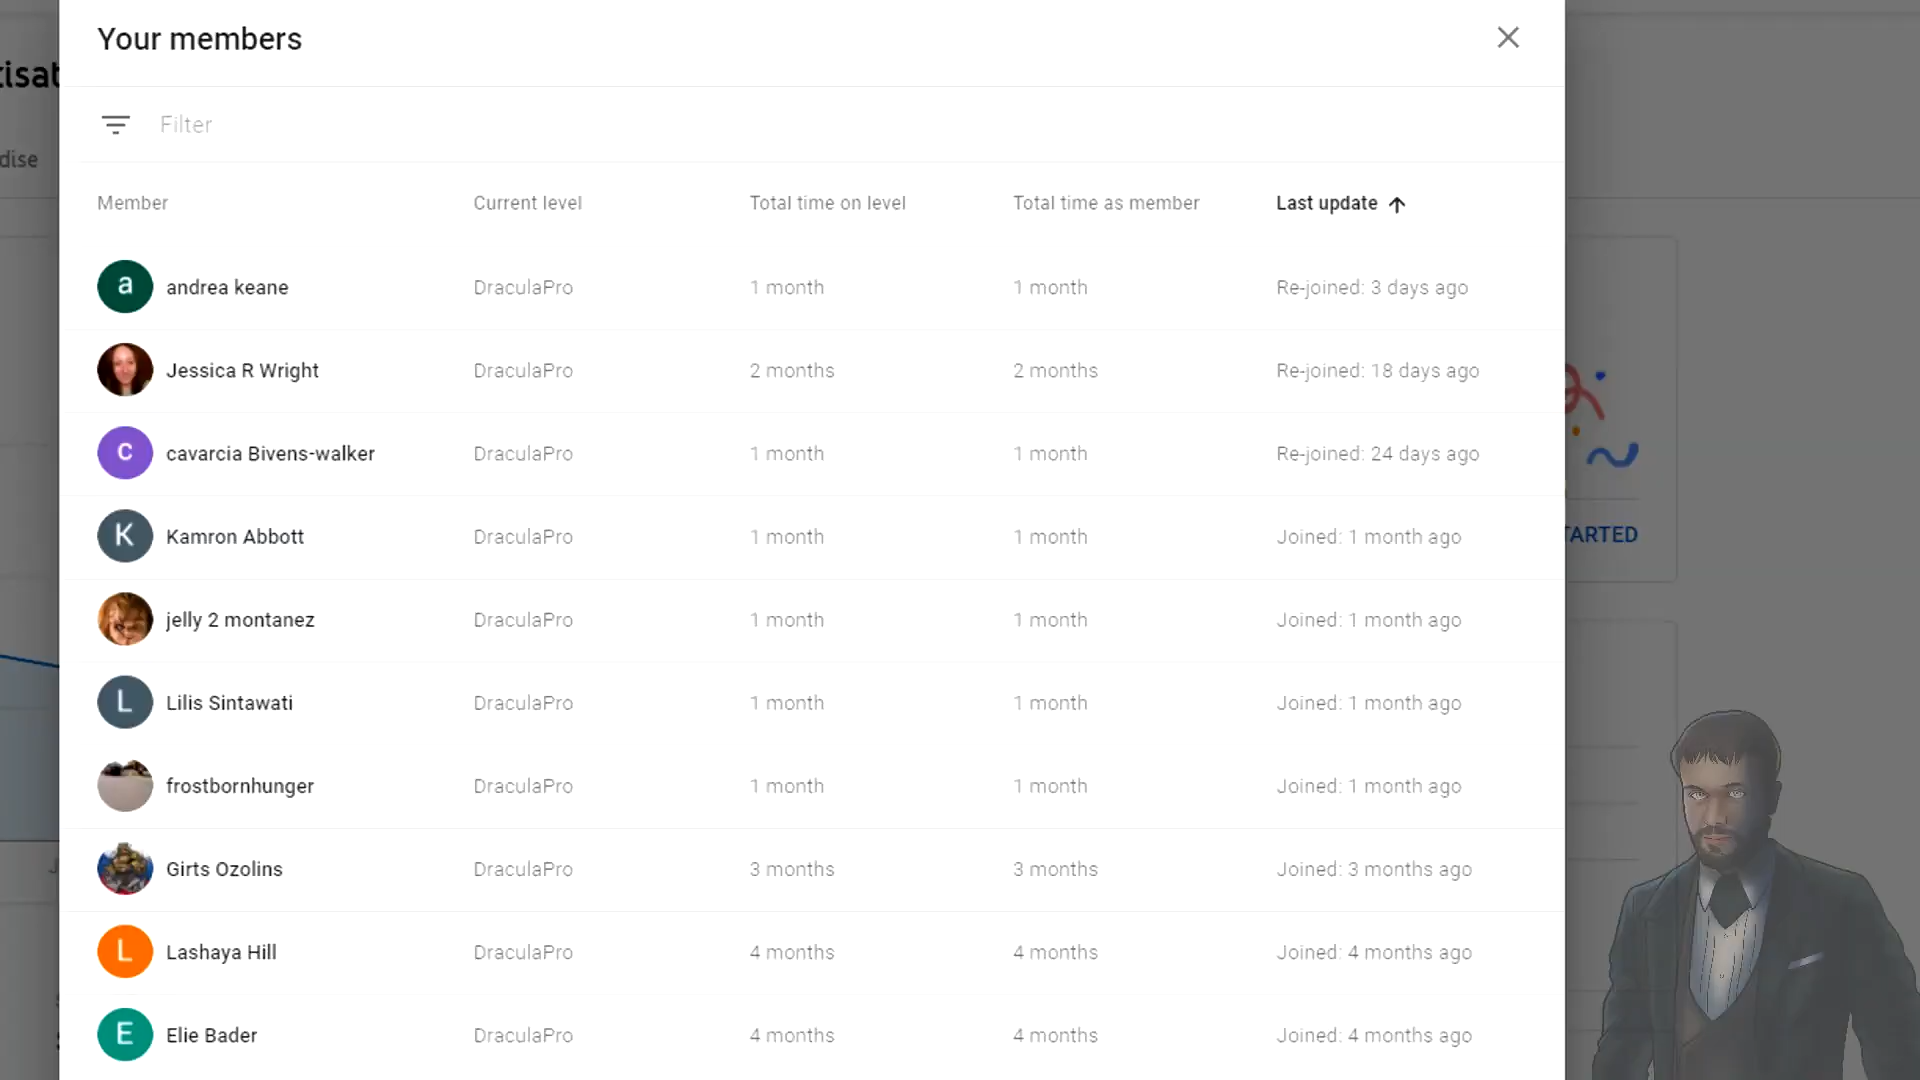 Your members
tisat
Filter
dise
Member Current level Total time on level Total time as member Last update
a andrea keane DraculaPro 1 month 1 month Re-joined: 3 days ago
Jessica R Wright DraculaPro 2 months 2 months Re-joined: 18 days ago
c cavarcia Bivens-walker DraculaPro 1 month 1 month Re-joined: 24 days ago
K Kamron Abbott DraculaPro 1 month 1 month Joined: 1 month ago
TARTED
jelly 2 montanez DraculaPro 1 month 1 month Joined: 1 month ago
L Lilis Sintawati DraculaPro 1 month 1 month Joined: 1 month ago
frostbornhunger DraculaPro 1 month 1 month Joined: 1 month ago
Girts Ozolins DraculaPro 3 months 3 months Joined: 3 months ago
L Lashaya Hill DraculaPro 4 months 4 months Joined: 4 months ago
E Elie Bader DraculaPro 4 months 4 months Joined: 4 months ago